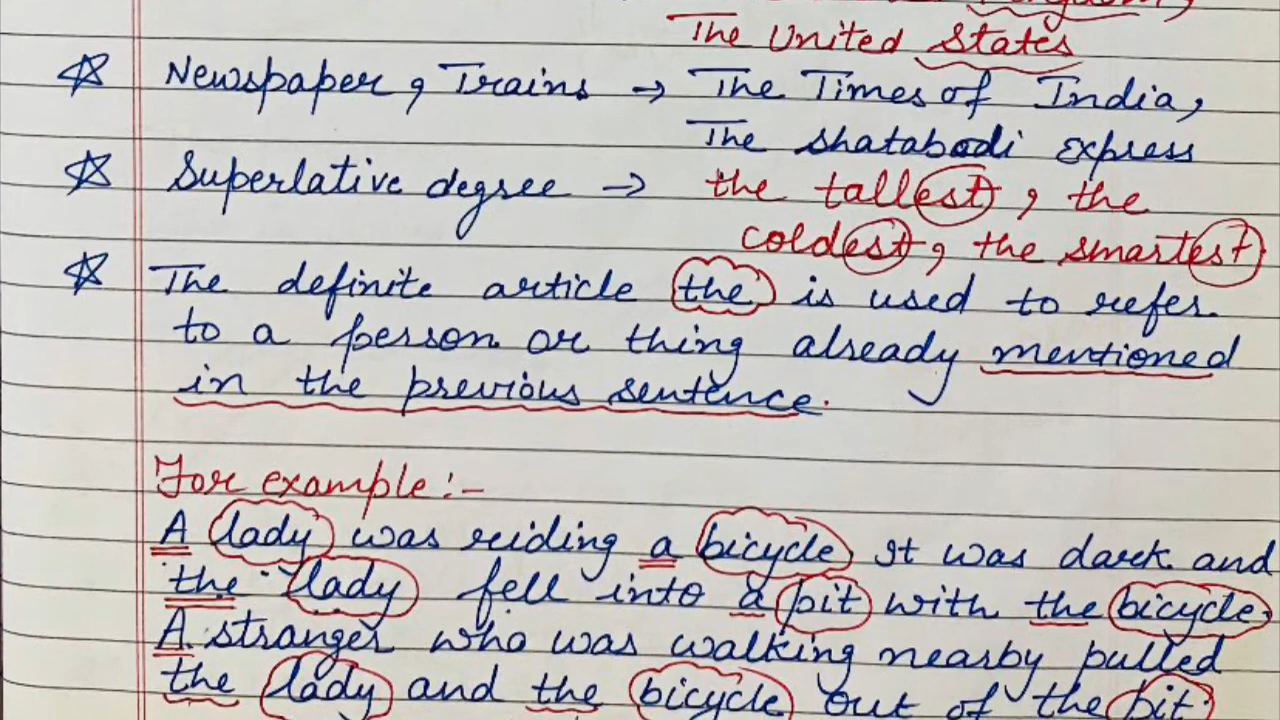 The United States
☆ Newspaper, Trains → The Times of India,
The Shatabadi express
☆ Superlative degree → the tallest, the
coldest, the smartest
☆ The definite article the is used to refer
to a person or thing already mentioned
in the previous sentence.
For example:-
A lady was reiding a bicycle. It was dark and
the lady fell into a pit with the bicycle.
A stranger who was walking nearby pulled
the lady and the bicycle out of the pit.